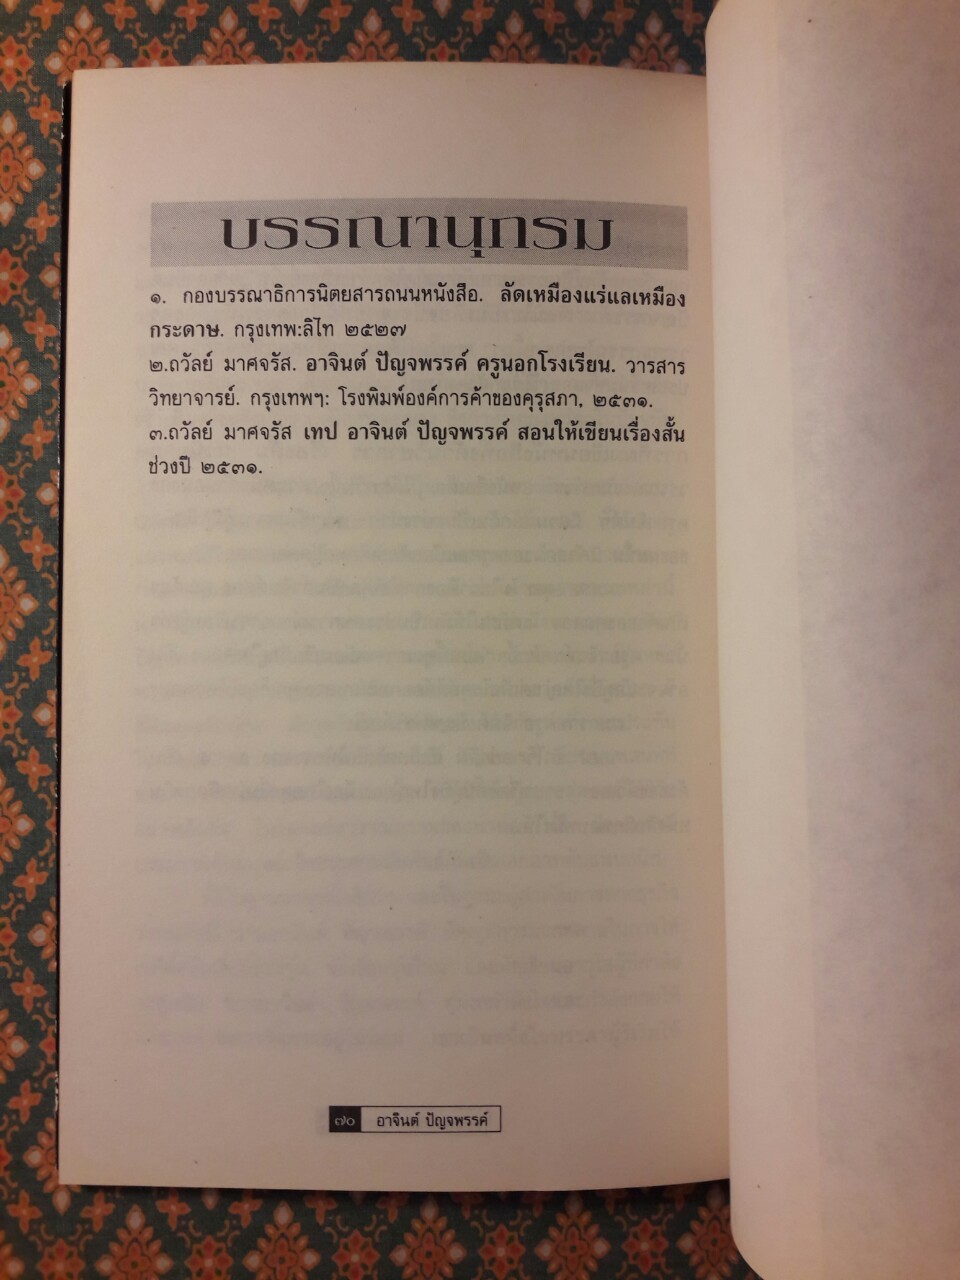 บรรณานุกรม
๑. กองบรรณาธิการนิตยสารถนนหนังสือ. ลัดเหมืองแร่แลเหมือง
กระดาษ. กรุงเทพ:ลิไท ๒๕๒๗
๒.ถวัลย์ มาศจรัส. อาจินต์ ปัญจพรรค์ ครูนอกโรงเรียน. วารสาร
วิทยาจารย์. กรุงเทพฯ: โรงพิมพ์องค์การค้าของคุรุสภา, ๒๕๓๑.
๓.ถวัลย์ มาศจรัส เทป อาจินต์ ปัญจพรรค์ สอนให้เขียนเรื่องสั้น
ช่วงปี ๒๕๓๑.
๗๐ อาจินต์ ปัญจพรรค์